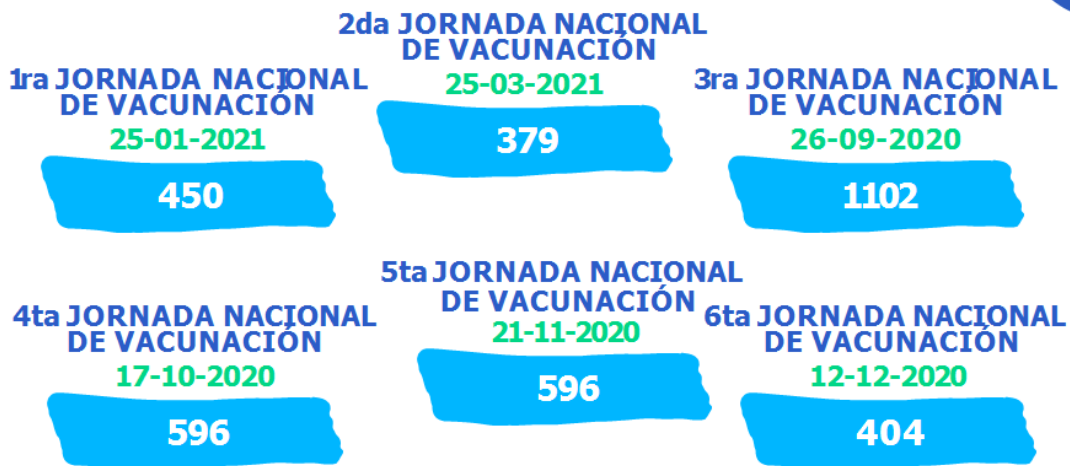 1ra JORNADA NACIONAL
DE VACUNACIÓN
25-01-2021
450
2da JORNADA NACIONAL
DE VACUNACIÓN
25-03-2021
379
3ra JORNADA NACIONAL
DE VACUNACIÓN
26-09-2020
1102
4ta JORNADA NACIONAL
DE VACUNACIÓN
17-10-2020
596
5ta JORNADA NACIONAL
DE VACUNACIÓN
21-11-2020
596
6ta JORNADA NACIONAL
DE VACUNACIÓN
12-12-2020
404